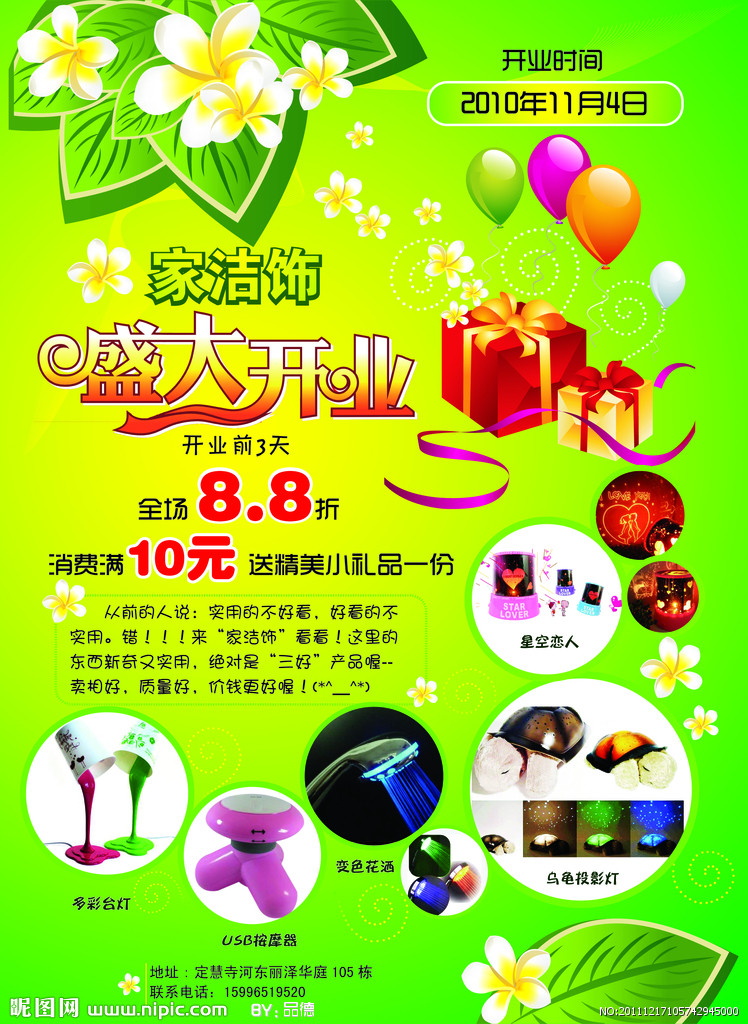 开业时间
2010年11月4日
家洁饰
盛大开业
开业前3天
全场8.8折
消费满10元 送精美小礼品一份
从前的人说：实用的不好看，好看的不
实用。错！！！来“家洁饰”看看！这里的
东西新奇又实用，绝对是“三好”产品喔--
卖相好，质量好，价钱更好喔！(*^__^*)
LOVE YOU
STAR
LOVER
星空恋人
变色花洒
乌龟投影灯
多彩台灯
USB按摩器
地址：定慧寺河东丽泽华庭 105 栋
联系电话：15996519520
昵图网 www.nipic.com BY: 品德
NO:20111217105742945000